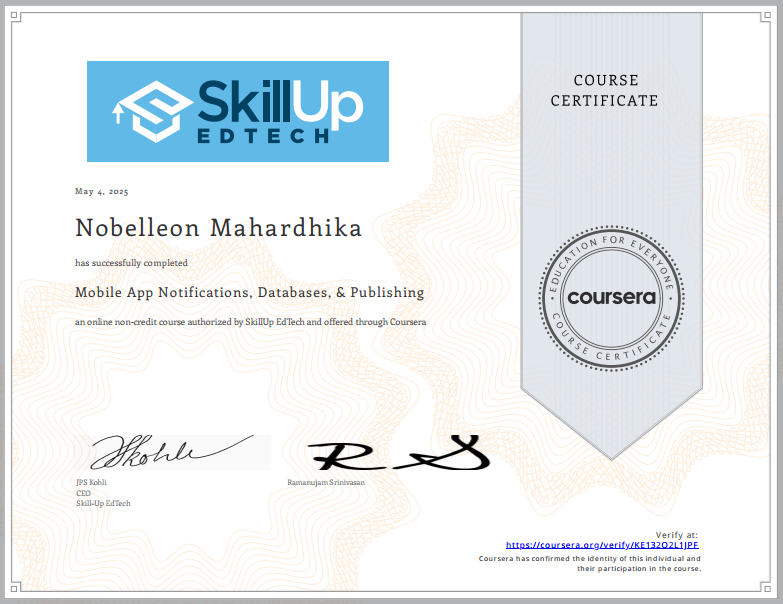 SkillUp
EDTECH
COURSE
CERTIFICATE
May 4, 2025
Nobelleon Mahardhika
has successfully completed
Mobile App Notifications, Databases, & Publishing
an online non-credit course authorized by SkillUp EdTech and offered through Coursera
EDUCATION FOR EVERYONE
coursera
COURSE CERTIFICATE
JPS Kohli
CEO
Skill-Up EdTech
Ramanujam Srinivasan
Verify at:
https://coursera.org/verify/KE132O2L1JPF
Coursera has confirmed the identity of this individual and
their participation in the course.